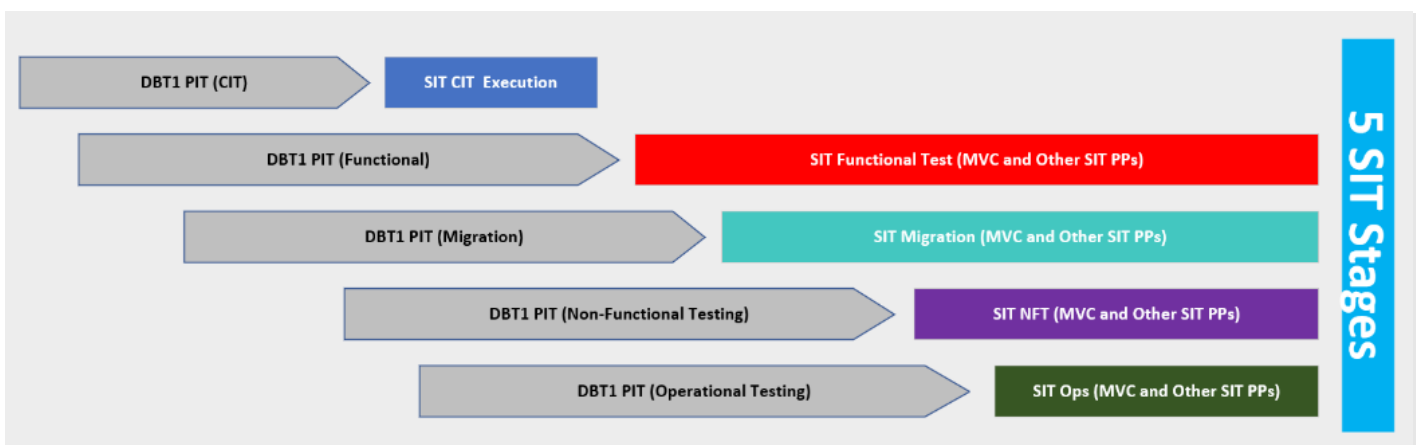 DBT1 PIT (CIT)
SIT CIT Execution
DBT1 PIT (Functional)
SIT Functional Test (MVC and Other SIT PPs)
DBT1 PIT (Migration)
SIT Migration (MVC and Other SIT PPs)
DBT1 PIT (Non-Functional Testing)
SIT NFT (MVC and Other SIT PPs)
DBT1 PIT (Operational Testing)
SIT Ops (MVC and Other SIT PPs)
5 SIT Stages